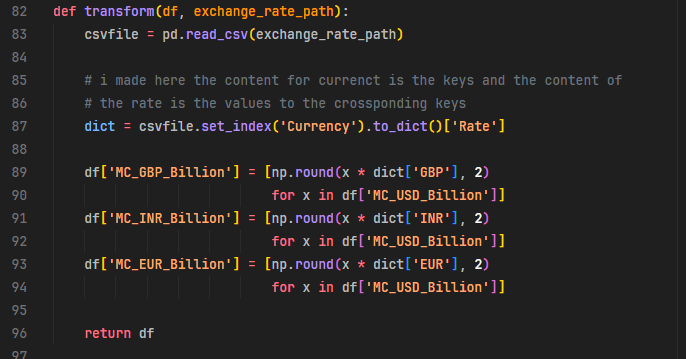 82 def transform(df, exchange_rate_path):
83     csvfile = pd.read_csv(exchange_rate_path)
84
85     # i made here the content for currenct is the keys and the content of
86     # the rate is the values to the crossponding keys
87     dict = csvfile.set_index('Currency').to_dict()['Rate']
88
89     df['MC_GBP_Billion'] = [np.round(x * dict['GBP'], 2)
90                             for x in df['MC_USD_Billion']]
91     df['MC_INR_Billion'] = [np.round(x * dict['INR'], 2)
92                             for x in df['MC_USD_Billion']]
93     df['MC_EUR_Billion'] = [np.round(x * dict['EUR'], 2)
94                             for x in df['MC_USD_Billion']]
95
96     return df
97